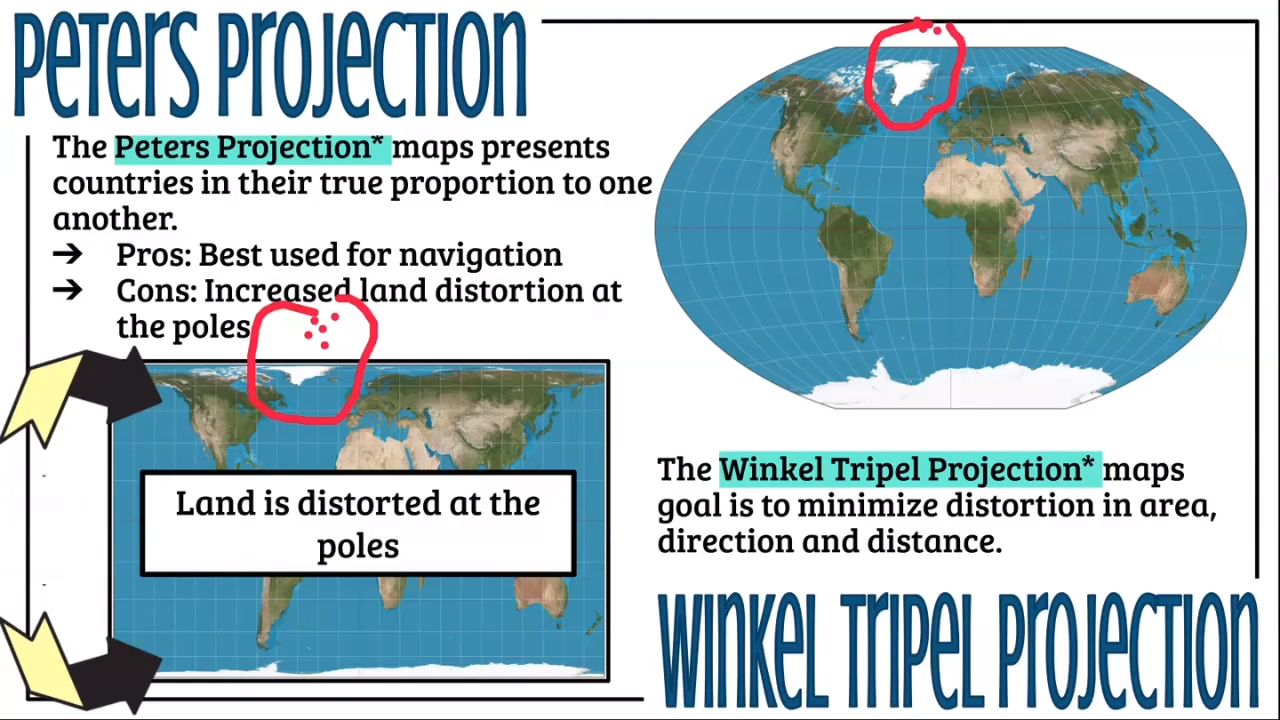 PETERS PROJECTION
The Peters Projection* maps presents
countries in their true proportion to one
another.
➔ Pros: Best used for navigation
➔ Cons: Increased land distortion at
the poles
Land is distorted at the
poles
The Winkel Tripel Projection* maps
goal is to minimize distortion in area,
direction and distance.
WINKEL TRIPEL PROJECTION